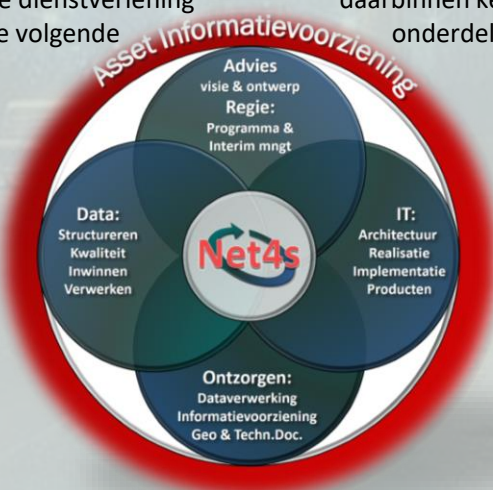 e dienstverlening
e volgende
daarbinnen ke
onderdel
Asset Informatievoorziening
Advies
visie & ontwerp
Regie:
Programma &
Interim mngt
Data:
Structureren
Kwaliteit
Inwinnen
Verwerken
Net4s
IT:
Architectuur
Realisatie
Implementatie
Producten
Ontzorgen:
Dataverwerking
Informatievoorziening
Geo & Techn.Doc.